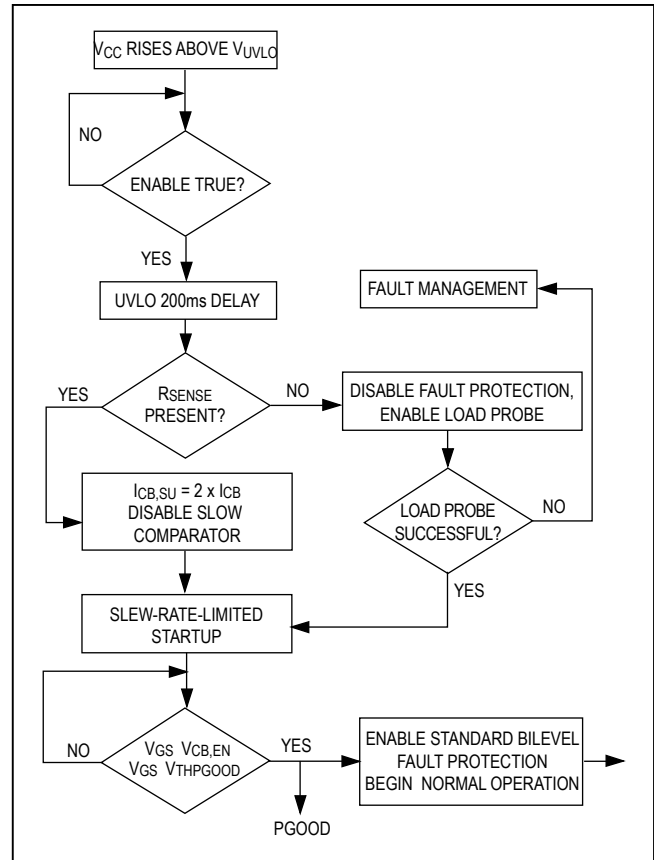 VCC RISES ABOVE VUVLO
NO
ENABLE TRUE?
YES
UVLO 200ms DELAY
FAULT MANAGEMENT
YES
RSENSE
PRESENT?
NO
DISABLE FAULT PROTECTION,
ENABLE LOAD PROBE
ICB,SU = 2 x ICB
DISABLE SLOW
COMPARATOR
LOAD PROBE
SUCCESSFUL?
NO
YES
SLEW-RATE-LIMITED
STARTUP
NO
VGS VCB,EN
VGS VTHPGOOD
YES
ENABLE STANDARD BILEVEL
FAULT PROTECTION
BEGIN NORMAL OPERATION
PGOOD